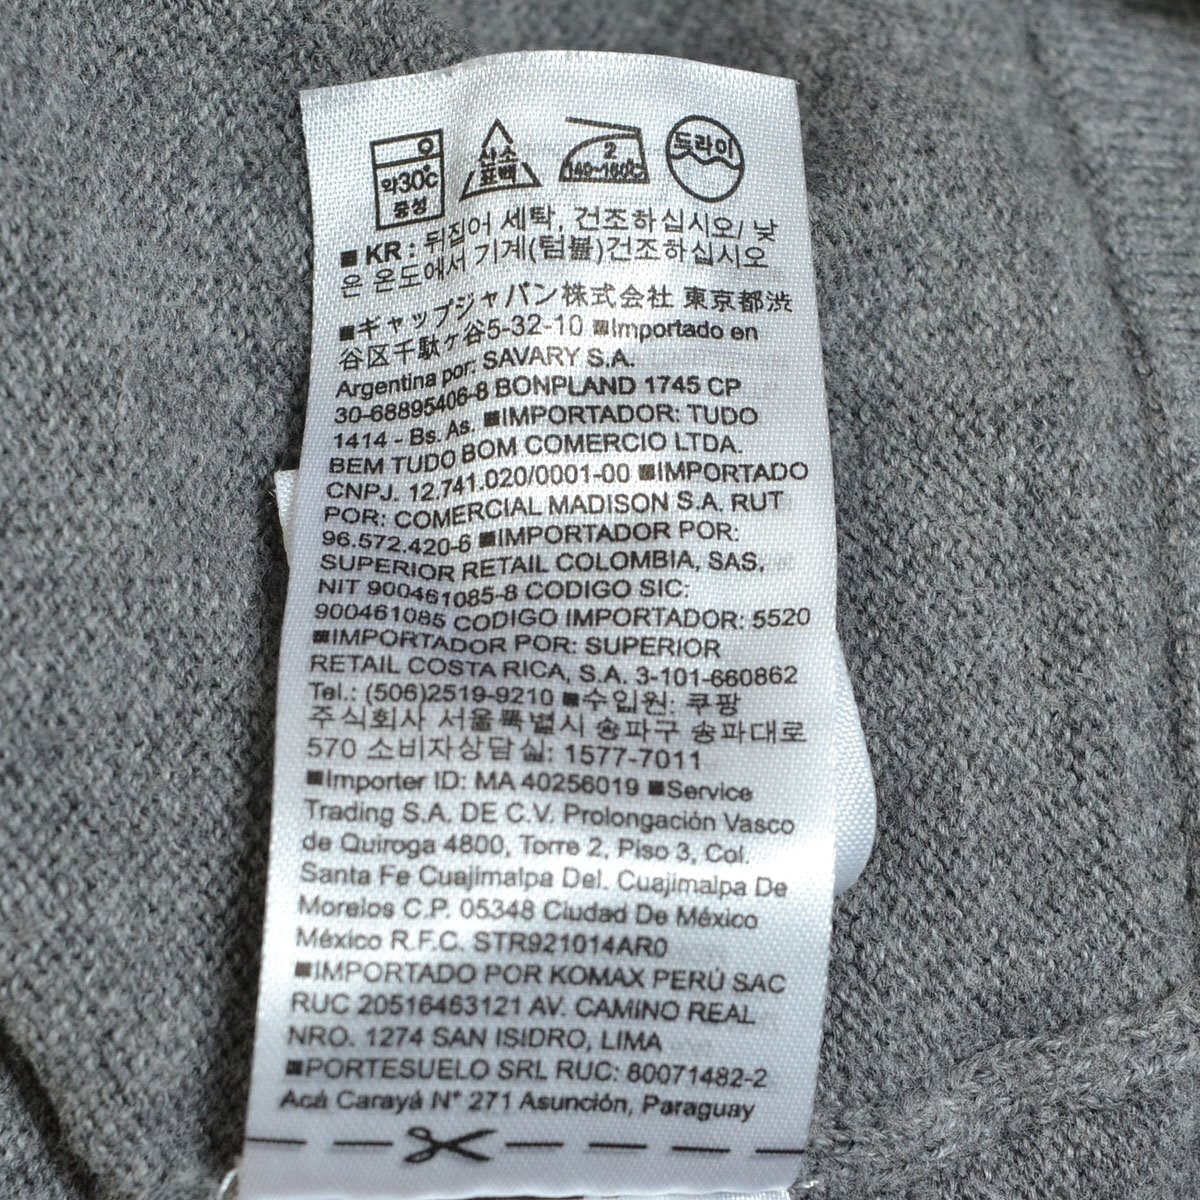 약30℃
중성
산소
표백
2
140~160℃
드라이
■ KR : 뒤집어 세탁, 건조하십시오/ 낮
은 온도에서 기계(텀블)건조하십시오
■ギャップジャパン株式会社 東京都渋
谷区千駄ヶ谷5-32-10 ■Importado en
Argentina por: SAVARY S.A.
30-68895406-8 BONPLAND 1745 CP
1414 - Bs. As. ■IMPORTADOR: TUDO
BEM TUDO BOM COMERCIO LTDA.
CNPJ. 12.741.020/0001-00 ■IMPORTADO
POR: COMERCIAL MADISON S.A. RUT
96.572.420-6 ■IMPORTADO POR:
SUPERIOR RETAIL COLOMBIA, SAS,
NIT 900461085-8 CODIGO SIC:
900461085 CODIGO IMPORTADOR: 5520
■IMPORTADO POR: SUPERIOR
RETAIL COSTA RICA, S.A. 3-101-660862
Tel.: (506)2519-9210 ■수입원: 쿠팡
주식회사 서울특별시 송파구 송파대로
570 소비자상담실: 1577-7011
■Importer ID: MA 40256019 ■Service
Trading S.A. DE C.V. Prolongación Vasco
de Quiroga 4800, Torre 2, Piso 3, Col.
Santa Fe Cuajimalpa Del. Cuajimalpa De
Morelos C.P. 05348 Ciudad De México
México R.F.C. STR921014AR0
■IMPORTADO POR KOMAX PERÚ SAC
RUC 20516463121 AV. CAMINO REAL
NRO. 1274 SAN ISIDRO, LIMA
■PORTESUELO SRL RUC: 80071482-2
Acá Carayá N° 271 Asunción, Paraguay